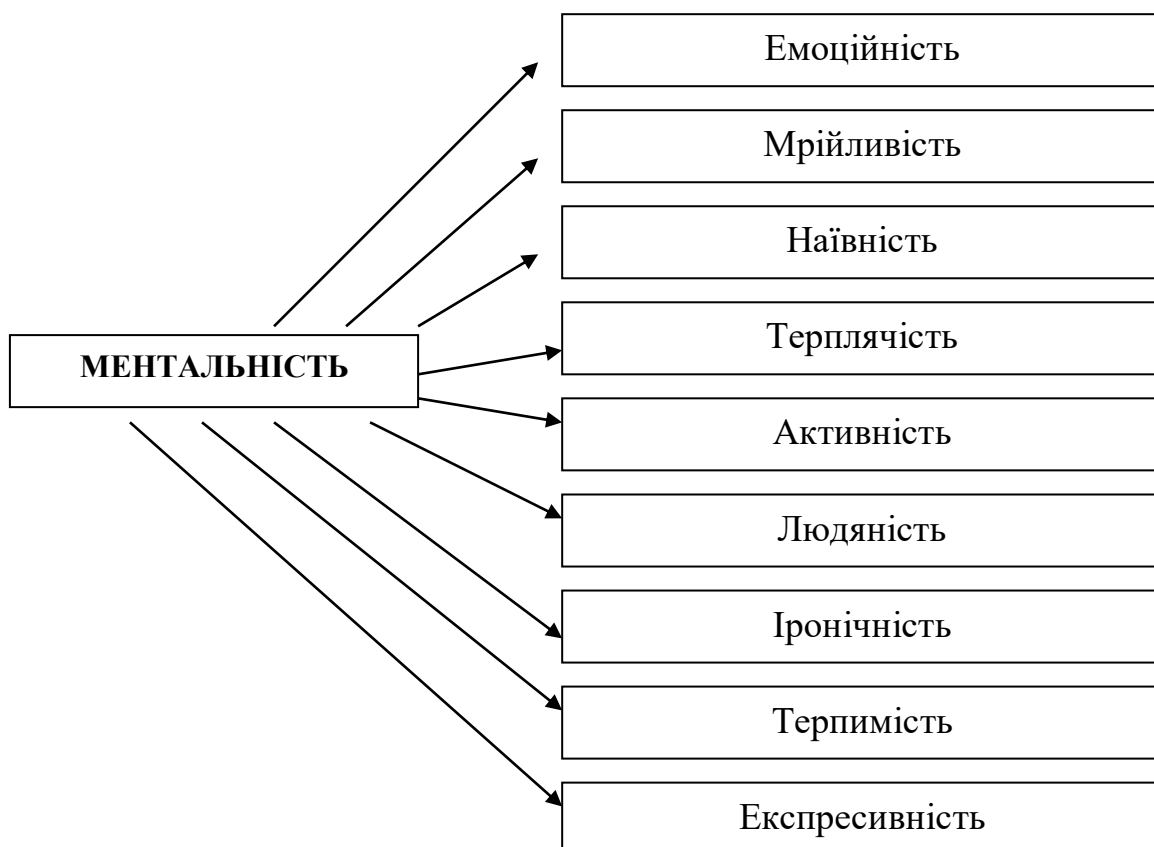 Емоційність
Мрійливість
Наївність
Терплячість
МЕНТАЛЬНІСТЬ
Активність
Людяність
Іронічність
Терпимість
Експресивність